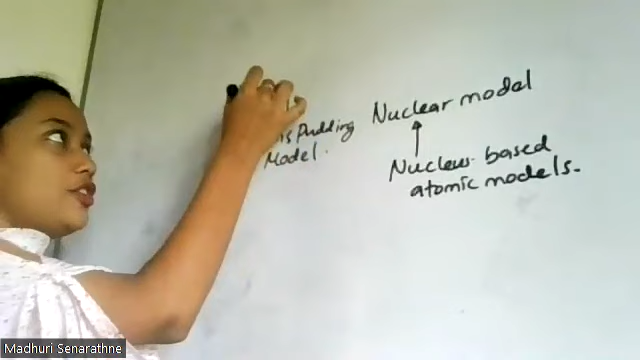 Pudding
Model.
Nuclear model
Nucleus-based
atomic models.
Madhuri Senarathne